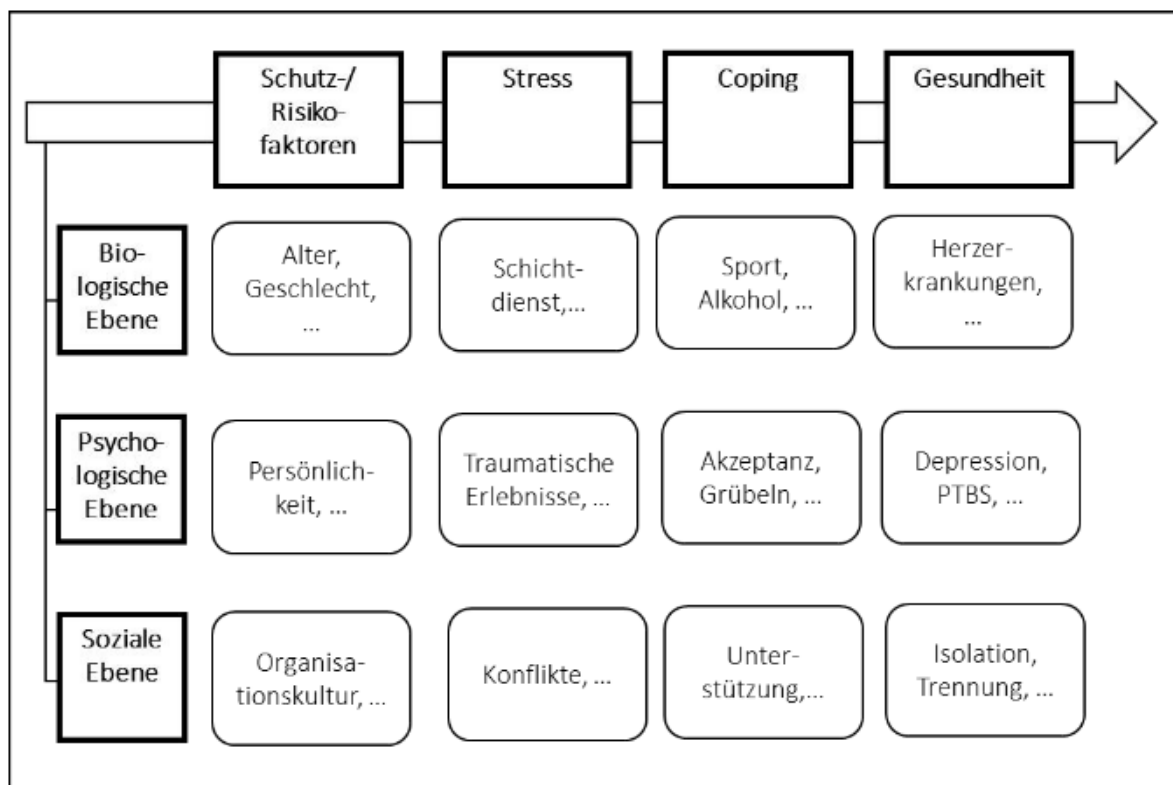 Schutz-/
Risiko-
faktoren
Stress
Coping
Gesundheit
Bio-
logische
Ebene
Alter,
Geschlecht,
...
Schicht-
dienst,...
Sport,
Alkohol, ...
Herzer-
krankungen,
...
Psycho-
logische
Ebene
Persönlich-
keit, ...
Traumatische
Erlebnisse, ...
Akzeptanz,
Grübeln, ...
Depression,
PTBS, ...
Soziale
Ebene
Organisa-
tionskultur, ...
Konflikte, ...
Unter-
stützung,...
Isolation,
Trennung, ...